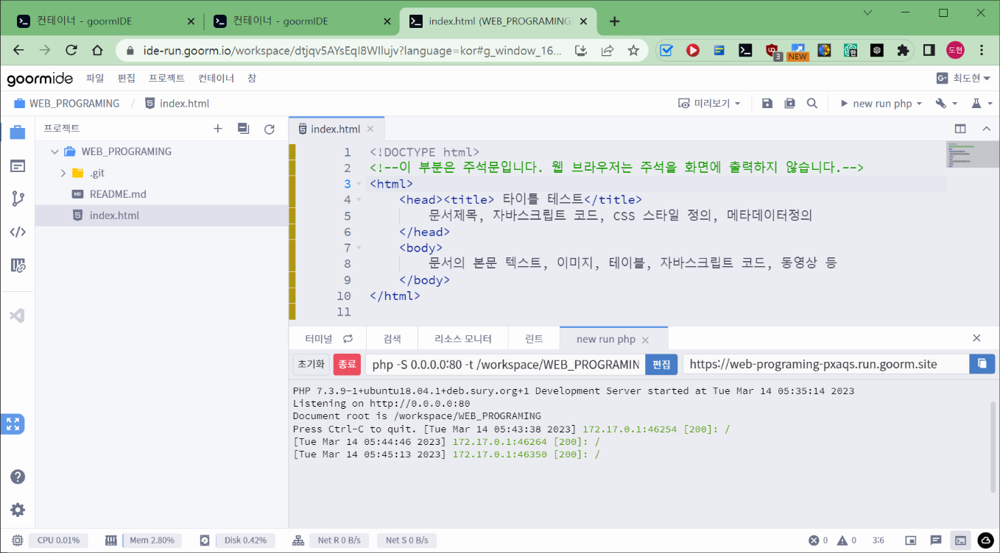 컨테이너 - goormIDE
컨테이너 - goormIDE
index.html (WEB_PROGRAMING
ide-run.goorm.io/workspace/dtjqv5AYsEqI8WIlujv?language=kor#g_window_16...
3
NEW
도현
goormide 파일 편집 프로젝트 컨테이너 창
G+ 최도현
WEB_PROGRAMING / index.html
미리보기
new run php
프로젝트
WEB_PROGRAMING
.git
README.md
index.html
index.html
1 <!DOCTYPE html>
2 <!--이 부분은 주석문입니다. 웹 브라우저는 주석을 화면에 출력하지 않습니다.-->
3 <html>
4 <head><title> 타이틀 테스트</title>
5 문서제목, 자바스크립트 코드, CSS 스타일 정의, 메타데이터정의
6 </head>
7 <body>
8 문서의 본문 텍스트, 이미지, 테이블, 자바스크립트 코드, 동영상 등
9 </body>
10 </html>
11
터미널 검색 리소스 모니터 린트 new run php
초기화 종료 php -S 0.0.0.0:80 -t /workspace/WEB_PROGRAMIN 편집 https://web-programing-pxaqs.run.goorm.site
PHP 7.3.9-1+ubuntu18.04.1+deb.sury.org+1 Development Server started at Tue Mar 14 05:35:14 2023
Listening on http://0.0.0.0:80
Document root is /workspace/WEB_PROGRAMING
Press Ctrl-C to quit. [Tue Mar 14 05:43:38 2023] 172.17.0.1:46254 [200]: /
[Tue Mar 14 05:44:46 2023] 172.17.0.1:46264 [200]: /
[Tue Mar 14 05:45:13 2023] 172.17.0.1:46350 [200]: /
CPU 0.01% Mem 2.80% Disk 0.42% Net R 0 B/s Net S 0 B/s 0 0 3:6